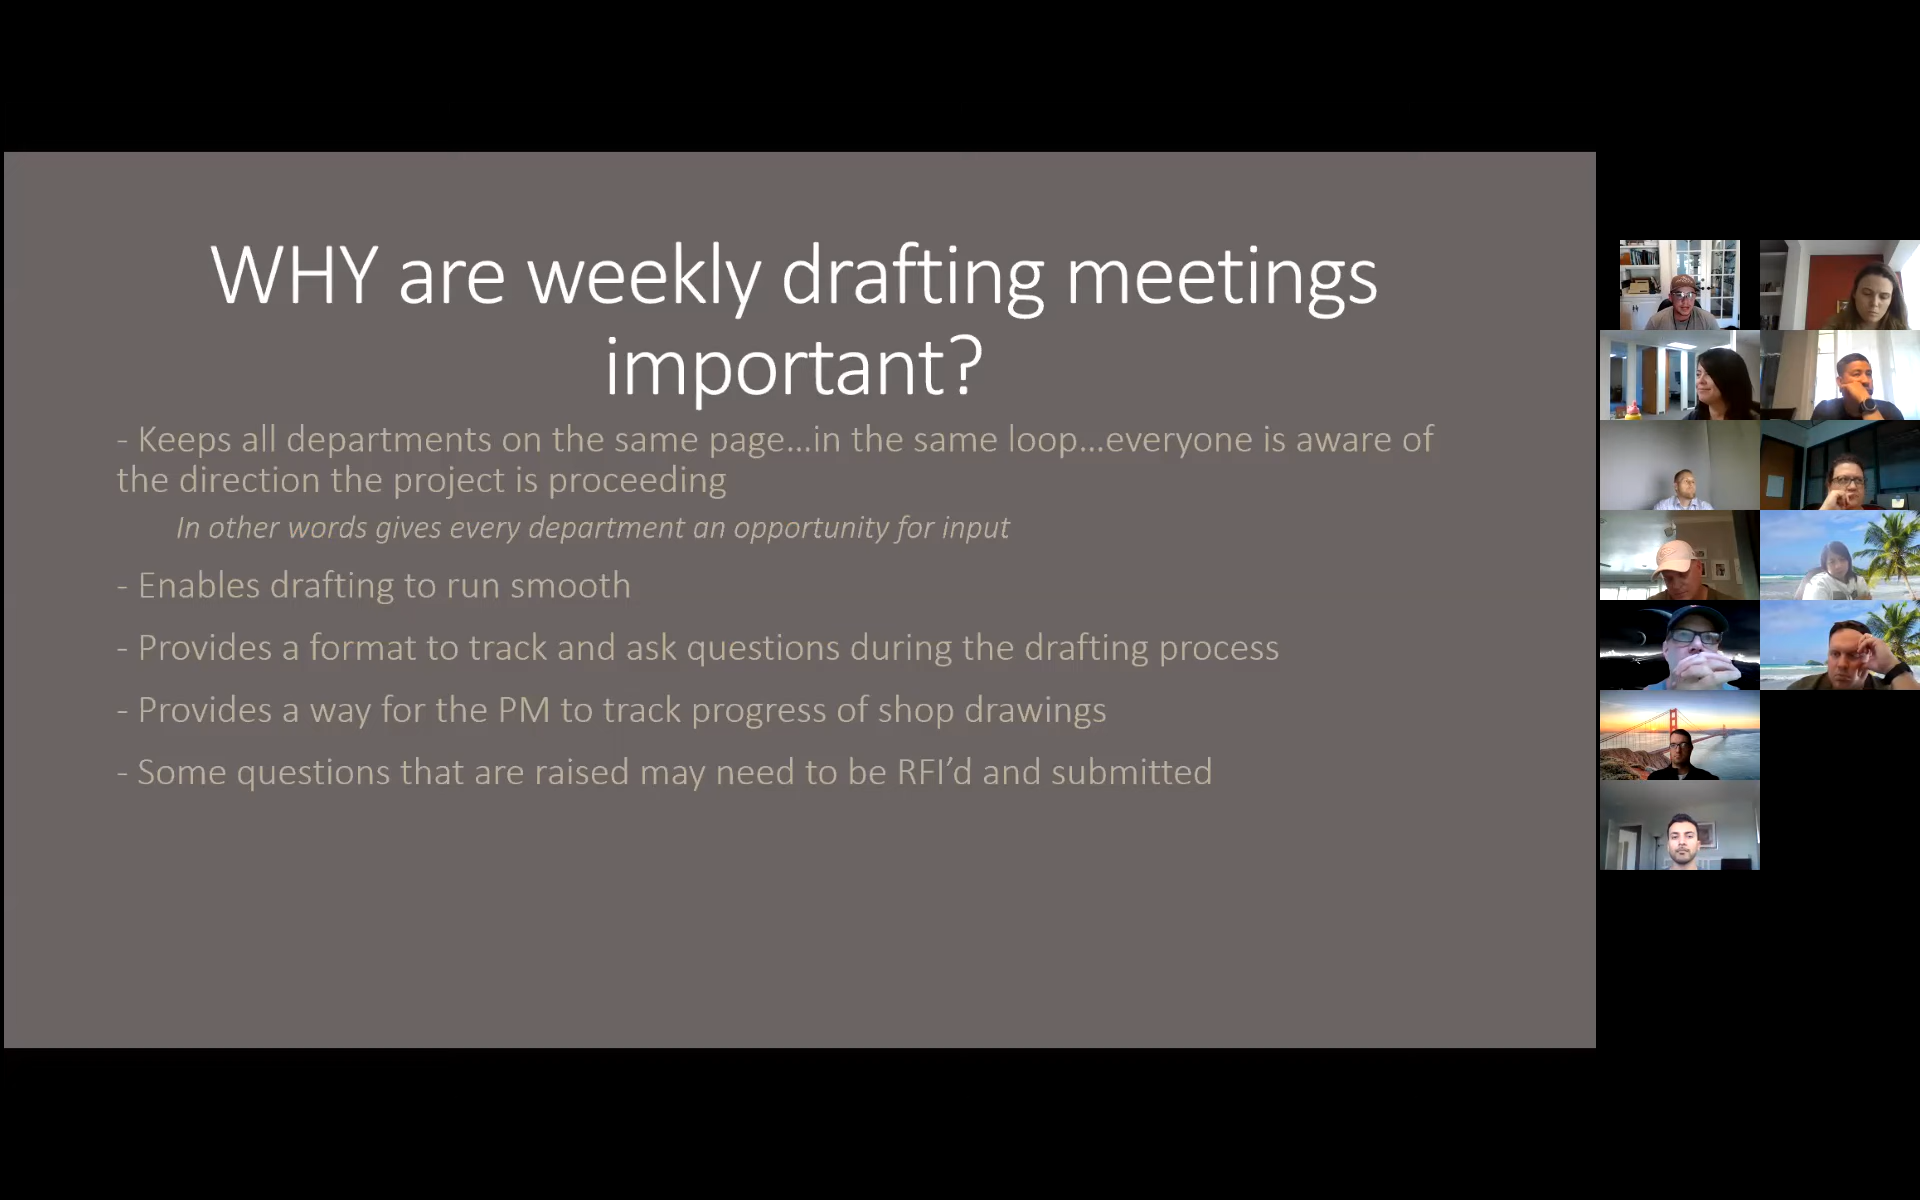 WHY are weekly drafting meetings
important?
- Keeps all departments on the same page...in the same loop...everyone is aware of
the direction the project is proceeding
In other words gives every department an opportunity for input
- Enables drafting to run smooth
- Provides a format to track and ask questions during the drafting process
- Provides a way for the PM to track progress of shop drawings
- Some questions that are raised may need to be RFI’d and submitted